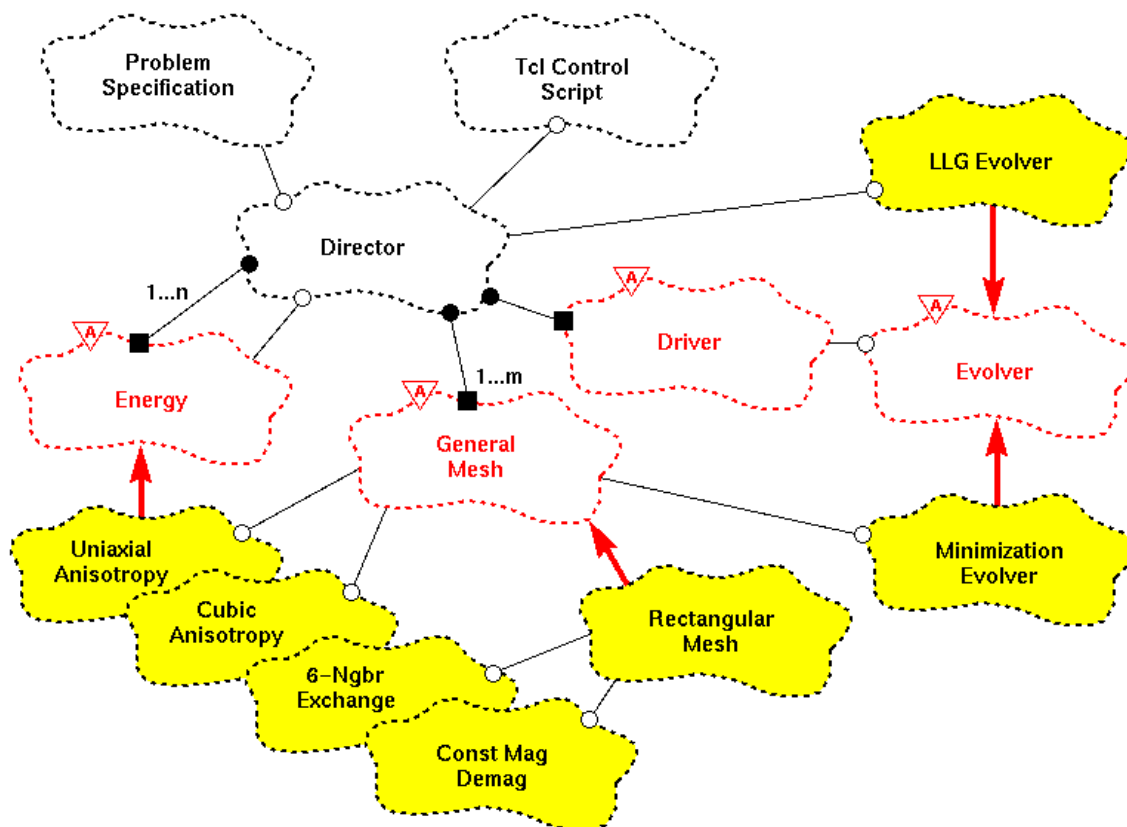 Problem
Specification
Tcl Control
Script
LLG Evolver
Director
1...n
A
A
A
Driver
Evolver
Energy
1...m
A
General
Mesh
Uniaxial
Anisotropy
Cubic
Anisotropy
6-Ngbr
Exchange
Const Mag
Demag
Rectangular
Mesh
Minimization
Evolver